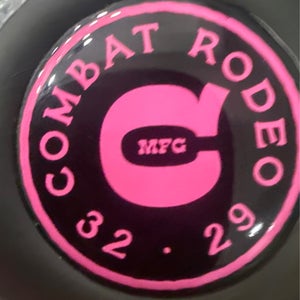 COMBAT RODEO
C
MFG
32 · 29